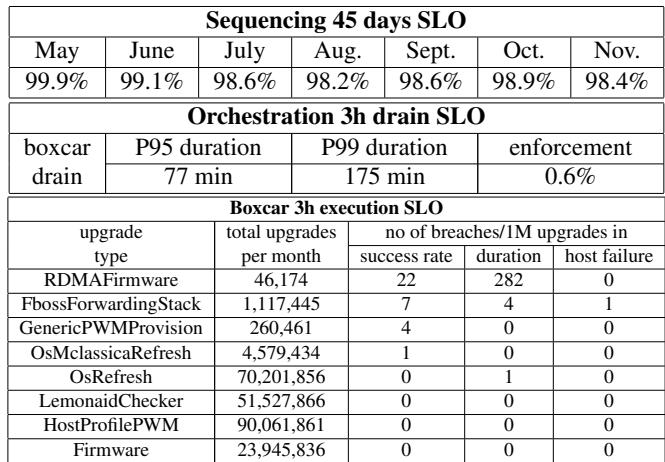 Sequencing 45 days SLO
May June July Aug. Sept. Oct. Nov.
99.9% 99.1% 98.6% 98.2% 98.6% 98.9% 98.4%
Orchestration 3h drain SLO
boxcar P95 duration P99 duration enforcement
drain 77 min 175 min 0.6%
Boxcar 3h execution SLO
upgrade total upgrades no of breaches/1M upgrades in
type per month success rate duration host failure
RDMAFirmware 46,174 22 282 0
FbossForwardingStack 1,117,445 7 4 1
GenericPWMProvision 260,461 4 0 0
OsMclassicaRefresh 4,579,434 1 0 0
OsRefresh 70,201,856 0 1 0
LemonaidChecker 51,527,866 0 0 0
HostProfilePWM 90,061,861 0 0 0
Firmware 23,945,836 0 0 0